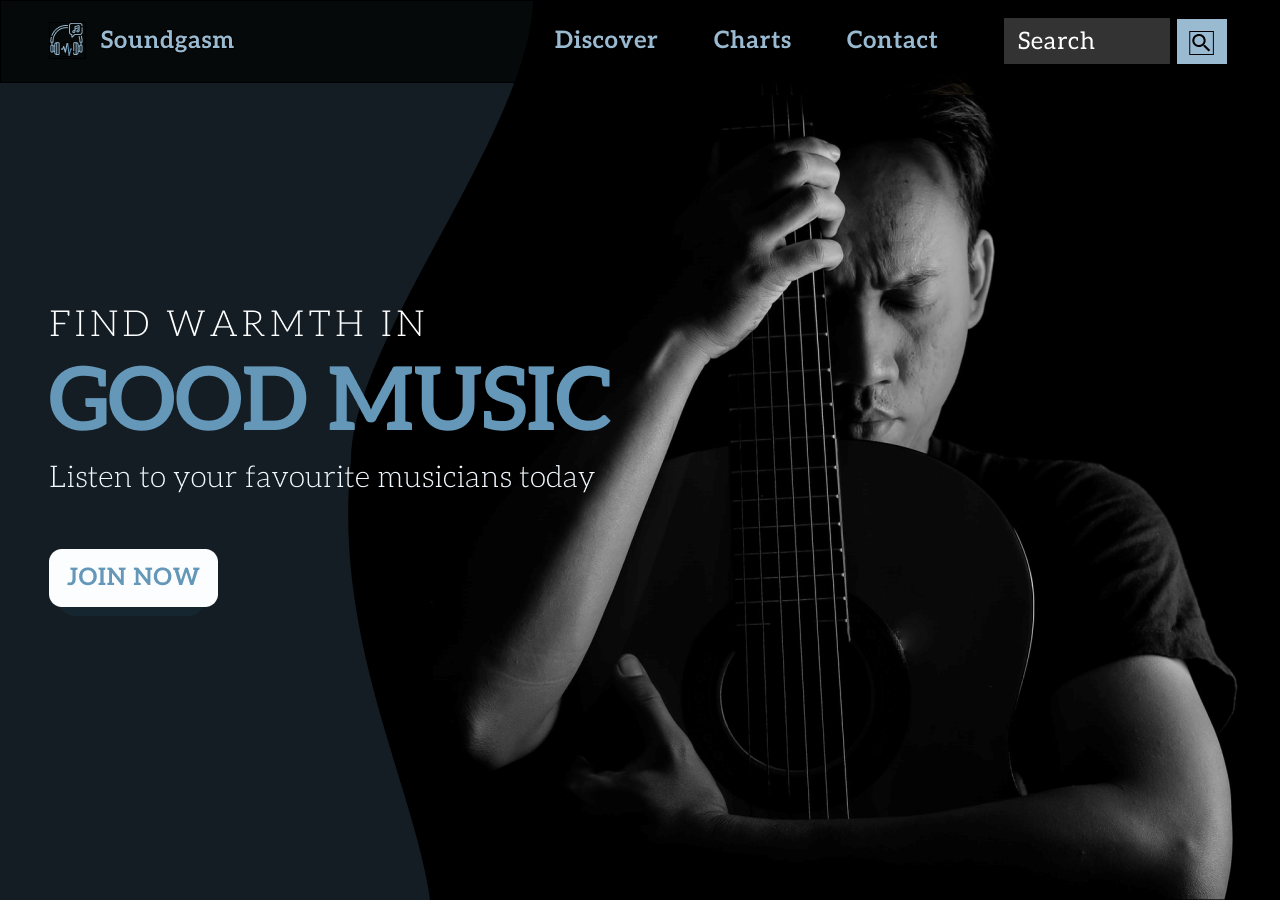 Soundgasm
Discover
Charts
Contact
Search
FIND WARMTH IN
GOOD MUSIC
Listen to your favourite musicians today
JOIN NOW